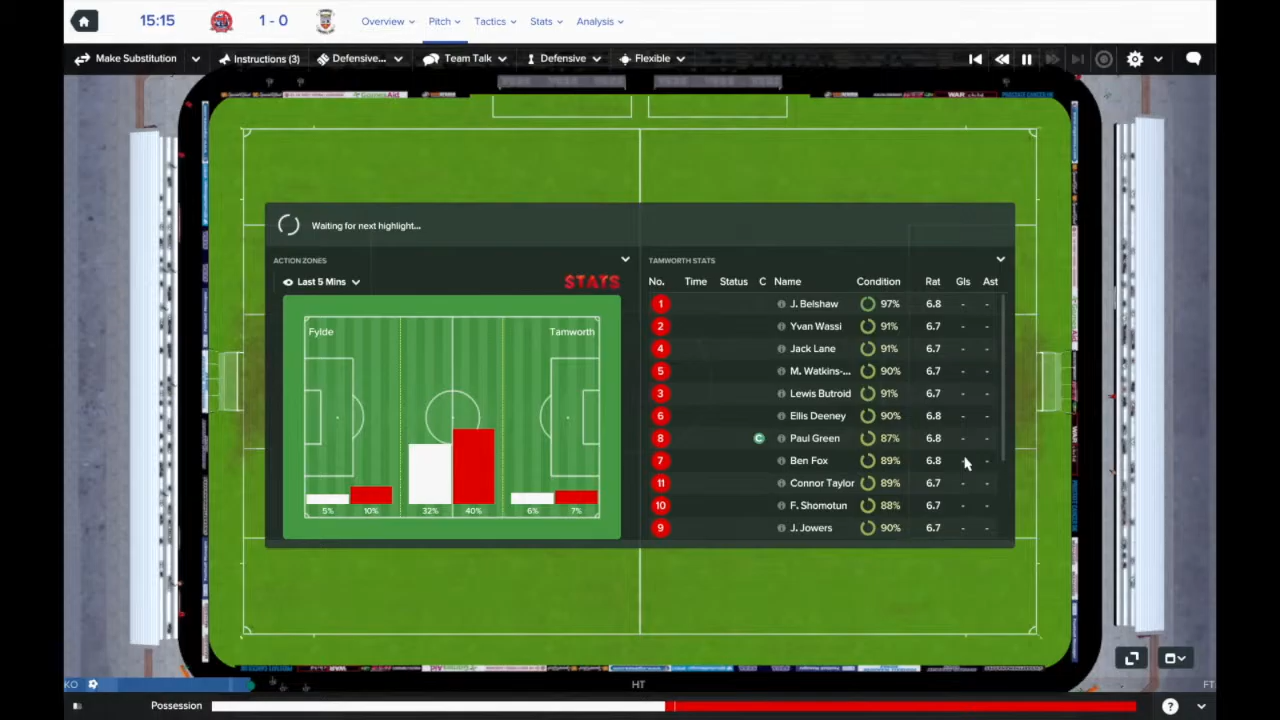 15:15 1 - 0 Overview Pitch Tactics Stats Analysis
Make Substitution Instructions (3) Defensive... Team Talk Defensive Flexible
Waiting for next highlight...
ACTION ZONES
Last 5 Mins STATS
Fylde Tamworth
5% 10% 32% 40% 6% 7%
TAMWORTH STATS
No. Time Status C Name Condition Rat Gls Ast
1 J. Belshaw 97% 6.8 - -
2 Yvan Wassi 91% 6.7 - -
4 Jack Lane 91% 6.7 - -
5 M. Watkins-... 90% 6.7 - -
3 Lewis Butroid 91% 6.7 - -
6 Ellis Deeney 90% 6.8 - -
8 C Paul Green 87% 6.8 - -
7 Ben Fox 89% 6.8 - -
11 Connor Taylor 89% 6.7 - -
10 F. Shomotun 88% 6.7 - -
9 J. Jowers 90% 6.7 - -
KO HT FT
Possession ?